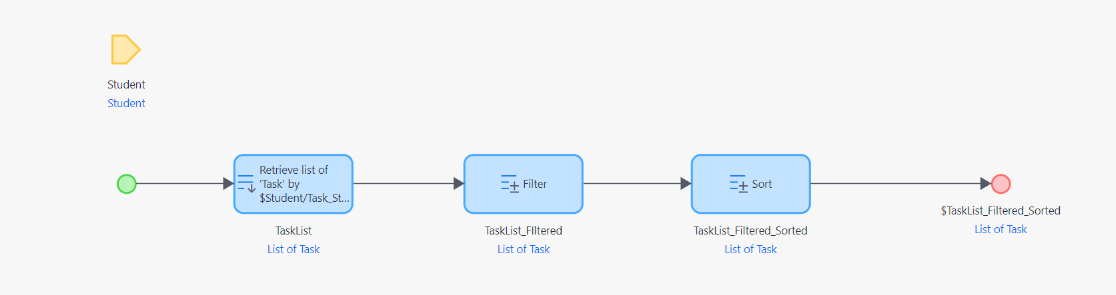 Student
Student
Retrieve list of
'Task' by
$Student/Task_St...
TaskList
List of Task
Filter
TaskList_FIltered
List of Task
Sort
TaskList_Filtered_Sorted
List of Task
$TaskList_Filtered_Sorted
List of Task